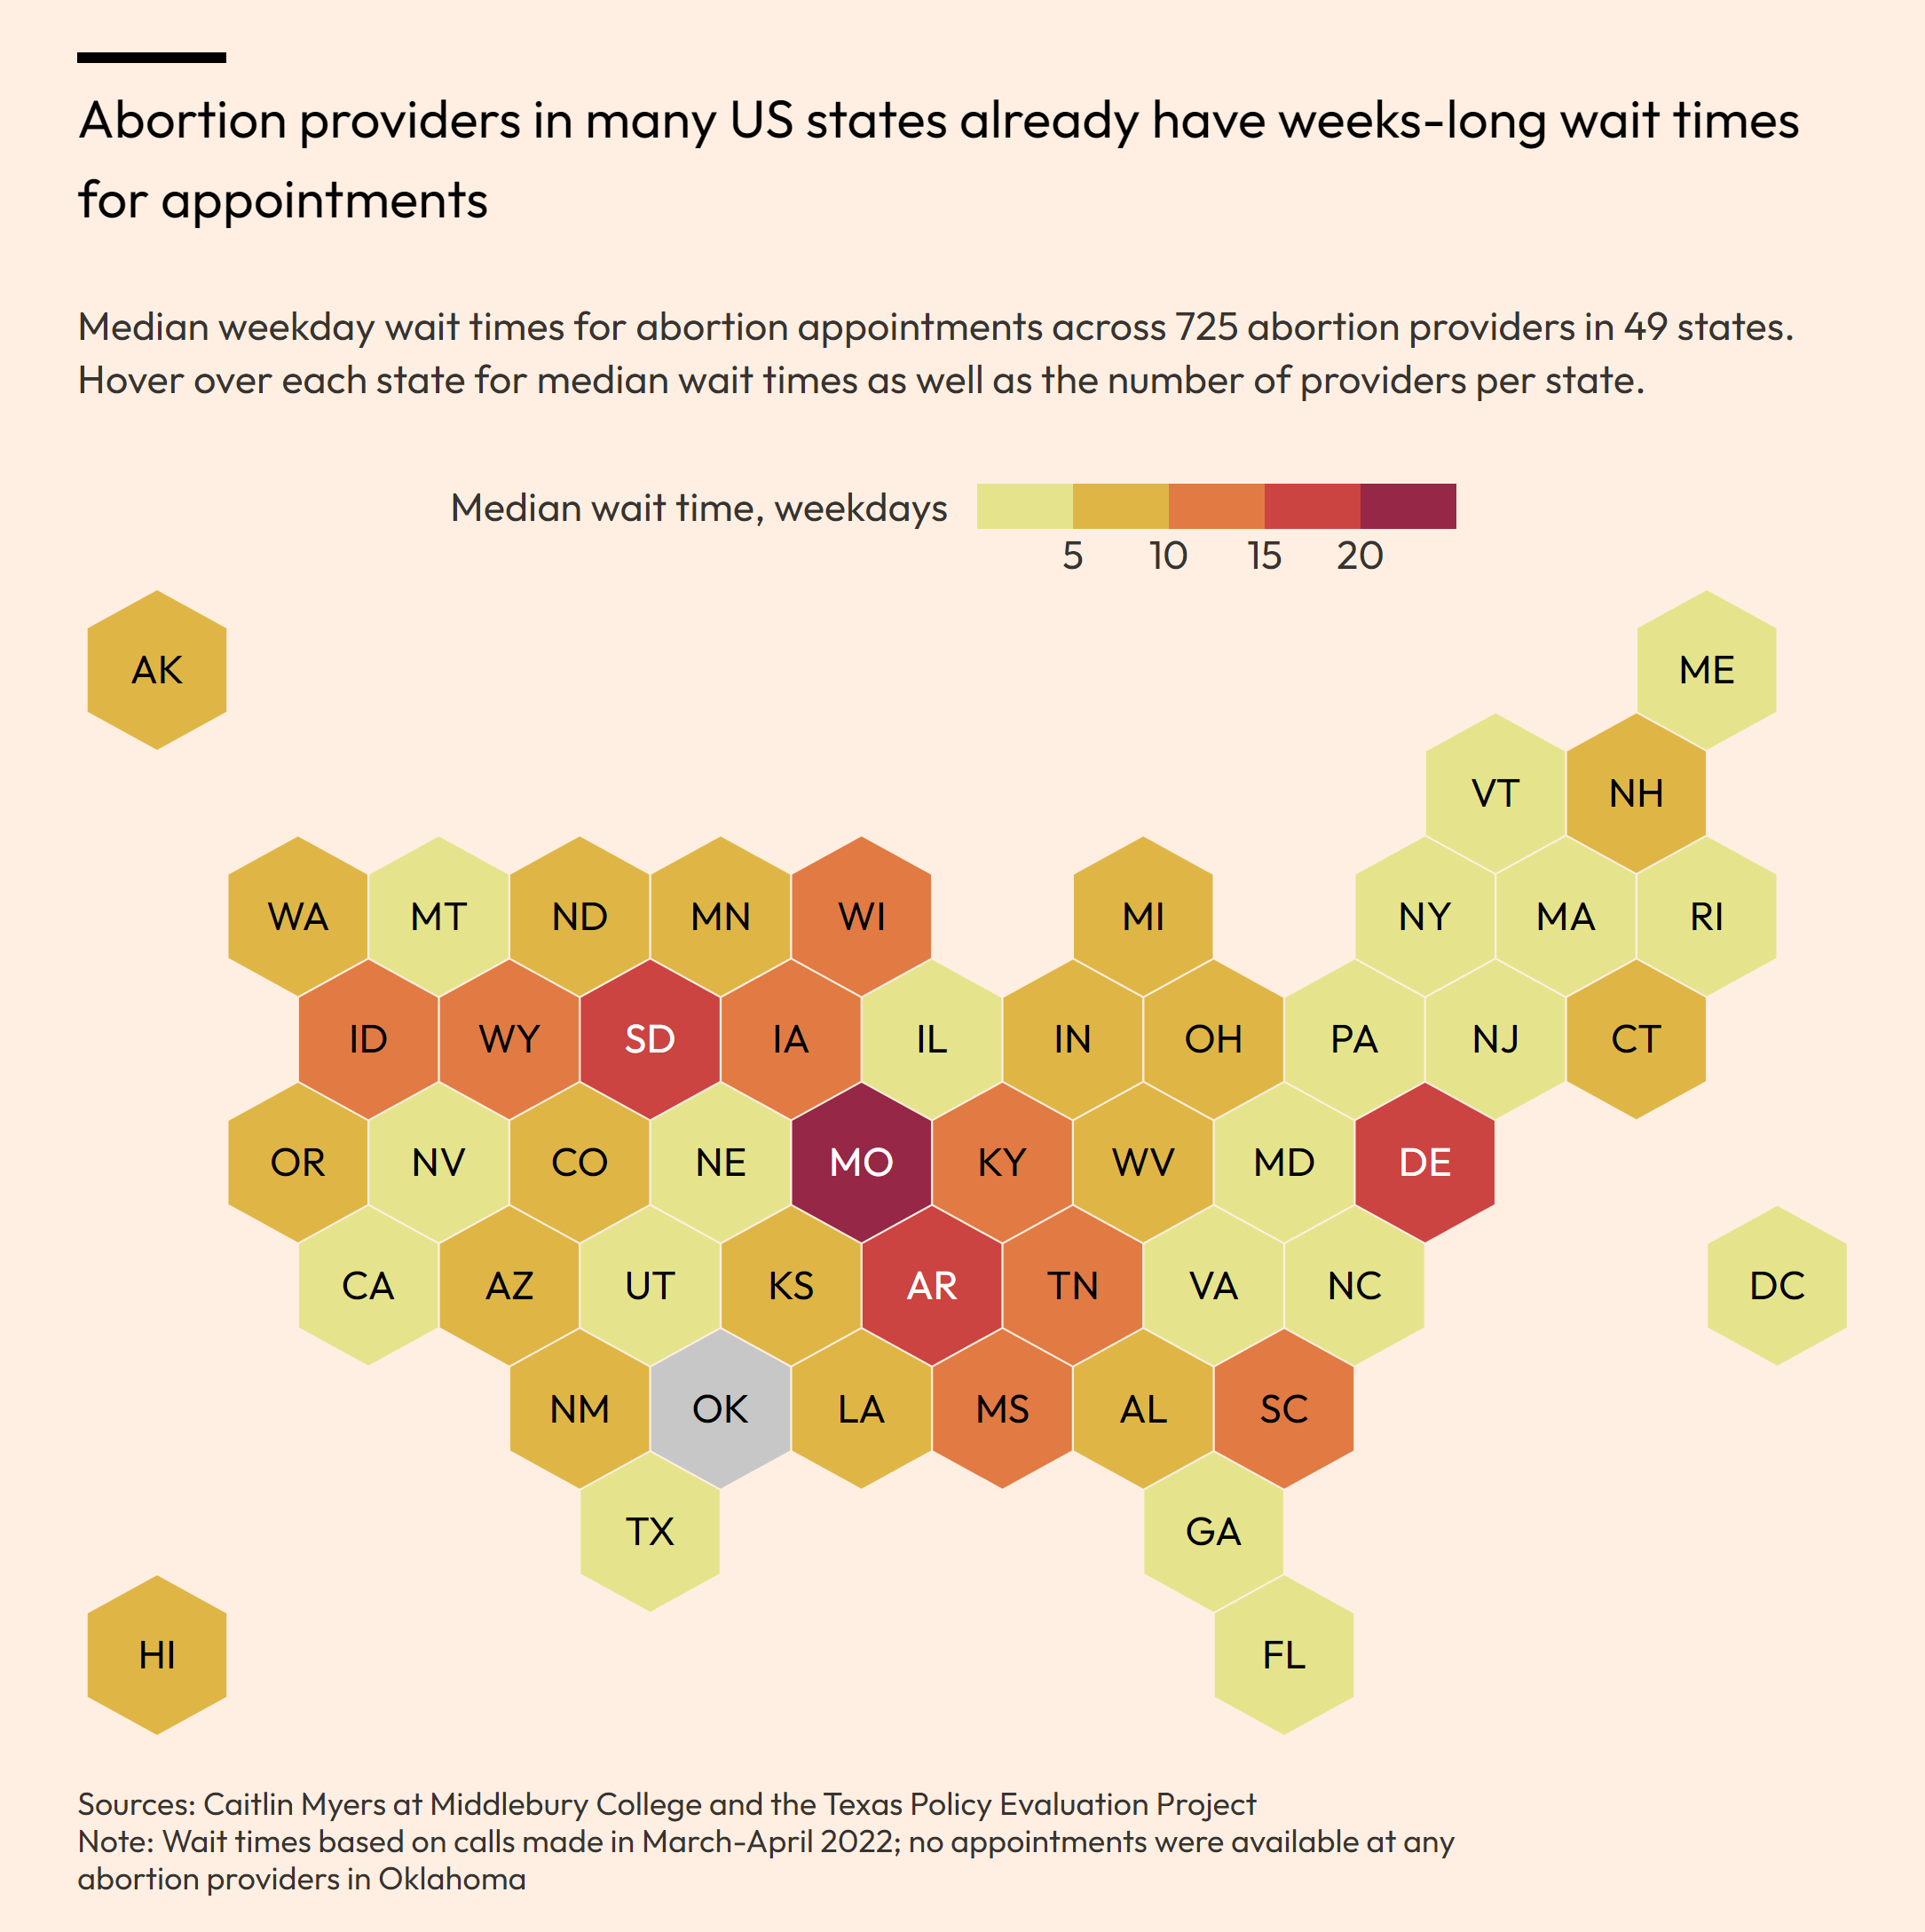 Abortion providers in many US states already have weeks-long wait times
for appointments
Median weekday wait times for abortion appointments across 725 abortion providers in 49 states.
Hover over each state for median wait times as well as the number of providers per state.
Median wait time, weekdays
5 10 15 20
AK ME
VT NH
WA MT ND MN WI MI NY MA RI
ID WY SD IA IL IN OH PA NJ CT
OR NV CO NE MO KY WV MD DE
CA AZ UT KS AR TN VA NC DC
NM OK LA MS AL SC
TX GA
HI FL
Sources: Caitlin Myers at Middlebury College and the Texas Policy Evaluation Project
Note: Wait times based on calls made in March-April 2022; no appointments were available at any
abortion providers in Oklahoma